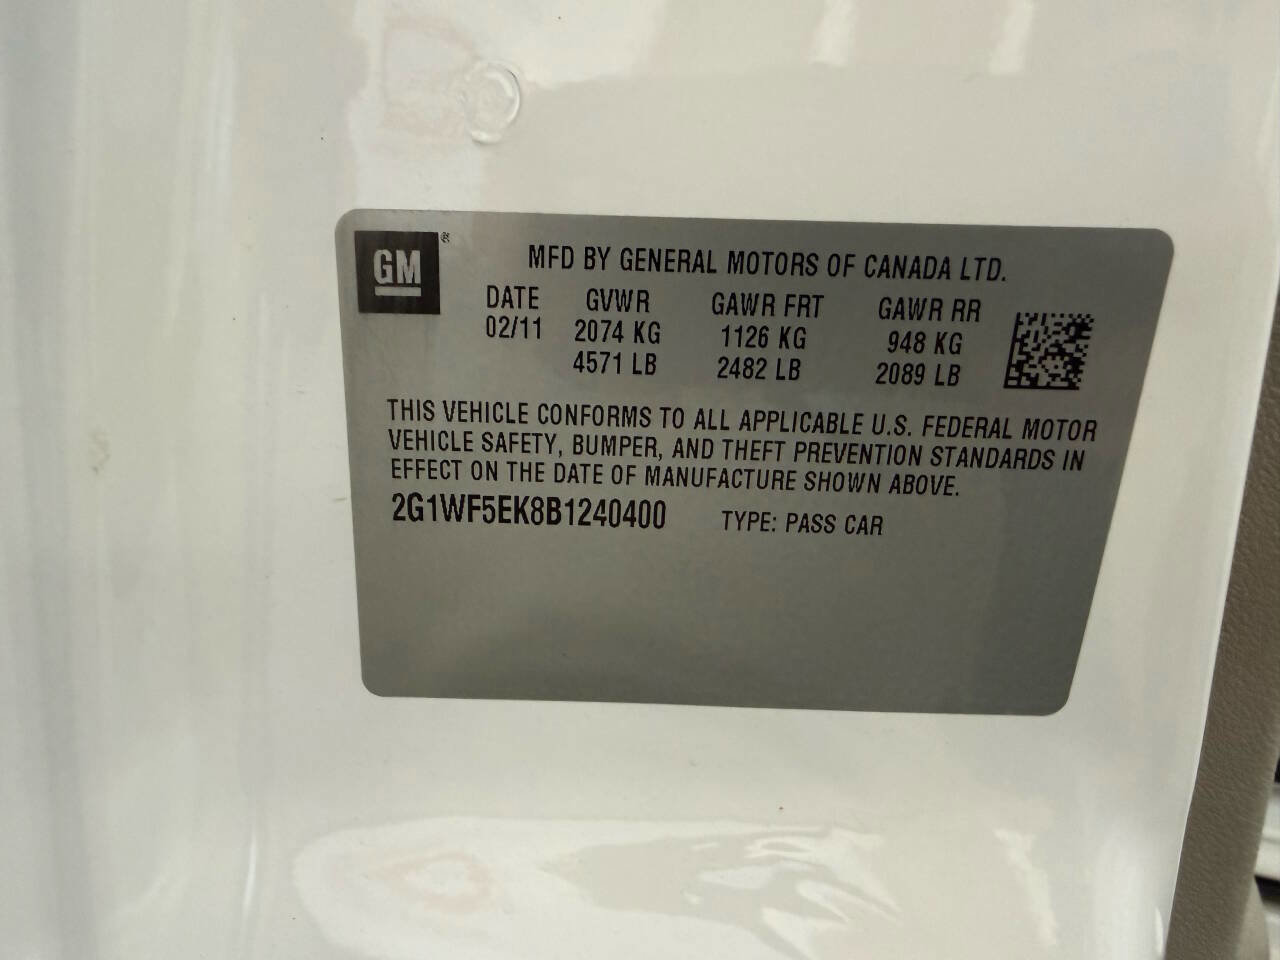 GM®
MFD BY GENERAL MOTORS OF CANADA LTD.
DATE GVWR GAWR FRT GAWR RR
02/11 2074 KG 1126 KG 948 KG
4571 LB 2482 LB 2089 LB
THIS VEHICLE CONFORMS TO ALL APPLICABLE U.S. FEDERAL MOTOR
VEHICLE SAFETY, BUMPER, AND THEFT PREVENTION STANDARDS IN
EFFECT ON THE DATE OF MANUFACTURE SHOWN ABOVE.
2G1WF5EK8B1240400 TYPE: PASS CAR